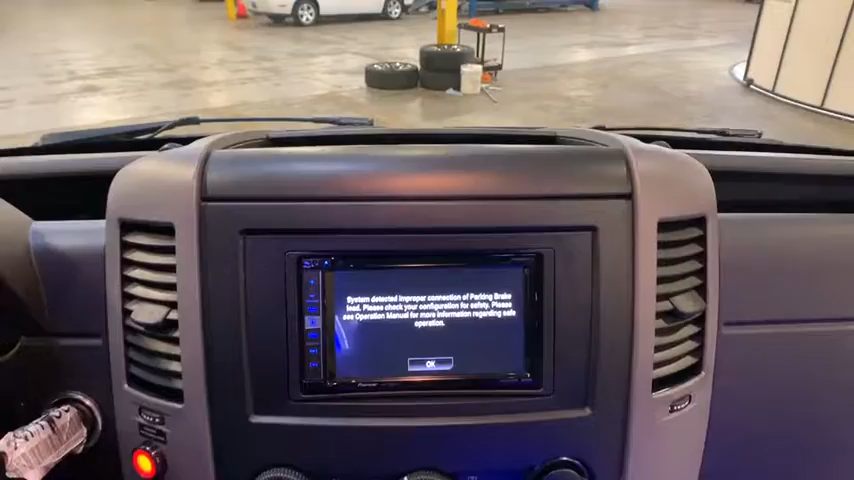 System detected improper connection of Parking Brake
lead. Please check your configuration for safety. Please
see Operation Manual for more information regarding safe
operation.
OK
Pioneer